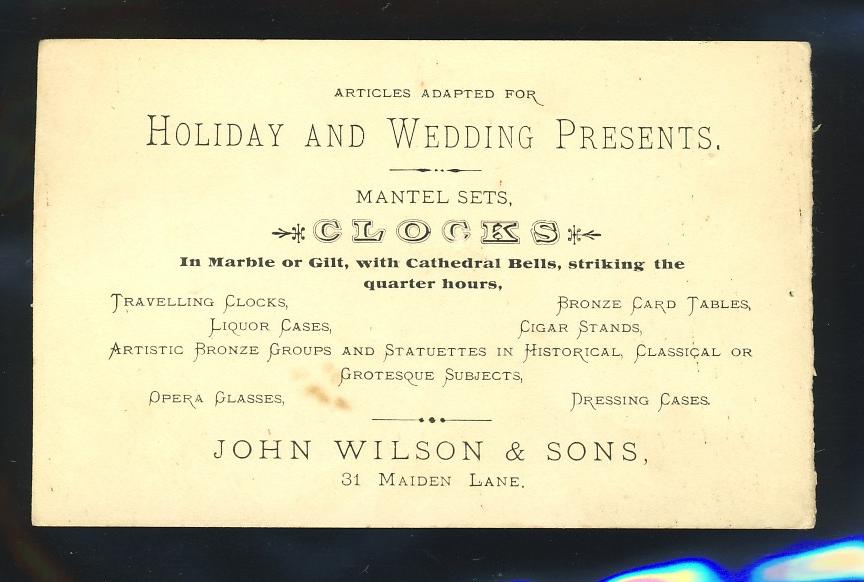 ARTICLES ADAPTED FOR
HOLIDAY AND WEDDING PRESENTS.
MANTEL SETS,
CLOCKS
In Marble or Gilt, with Cathedral Bells, striking the
quarter hours,
TRAVELLING CLOCKS, BRONZE CARD TABLES,
LIQUOR CASES, CIGAR STANDS,
ARTISTIC BRONZE GROUPS AND STATUETTES IN HISTORICAL, CLASSICAL OR
GROTESQUE SUBJECTS,
OPERA GLASSES, DRESSING CASES.
JOHN WILSON & SONS,
31 MAIDEN LANE.